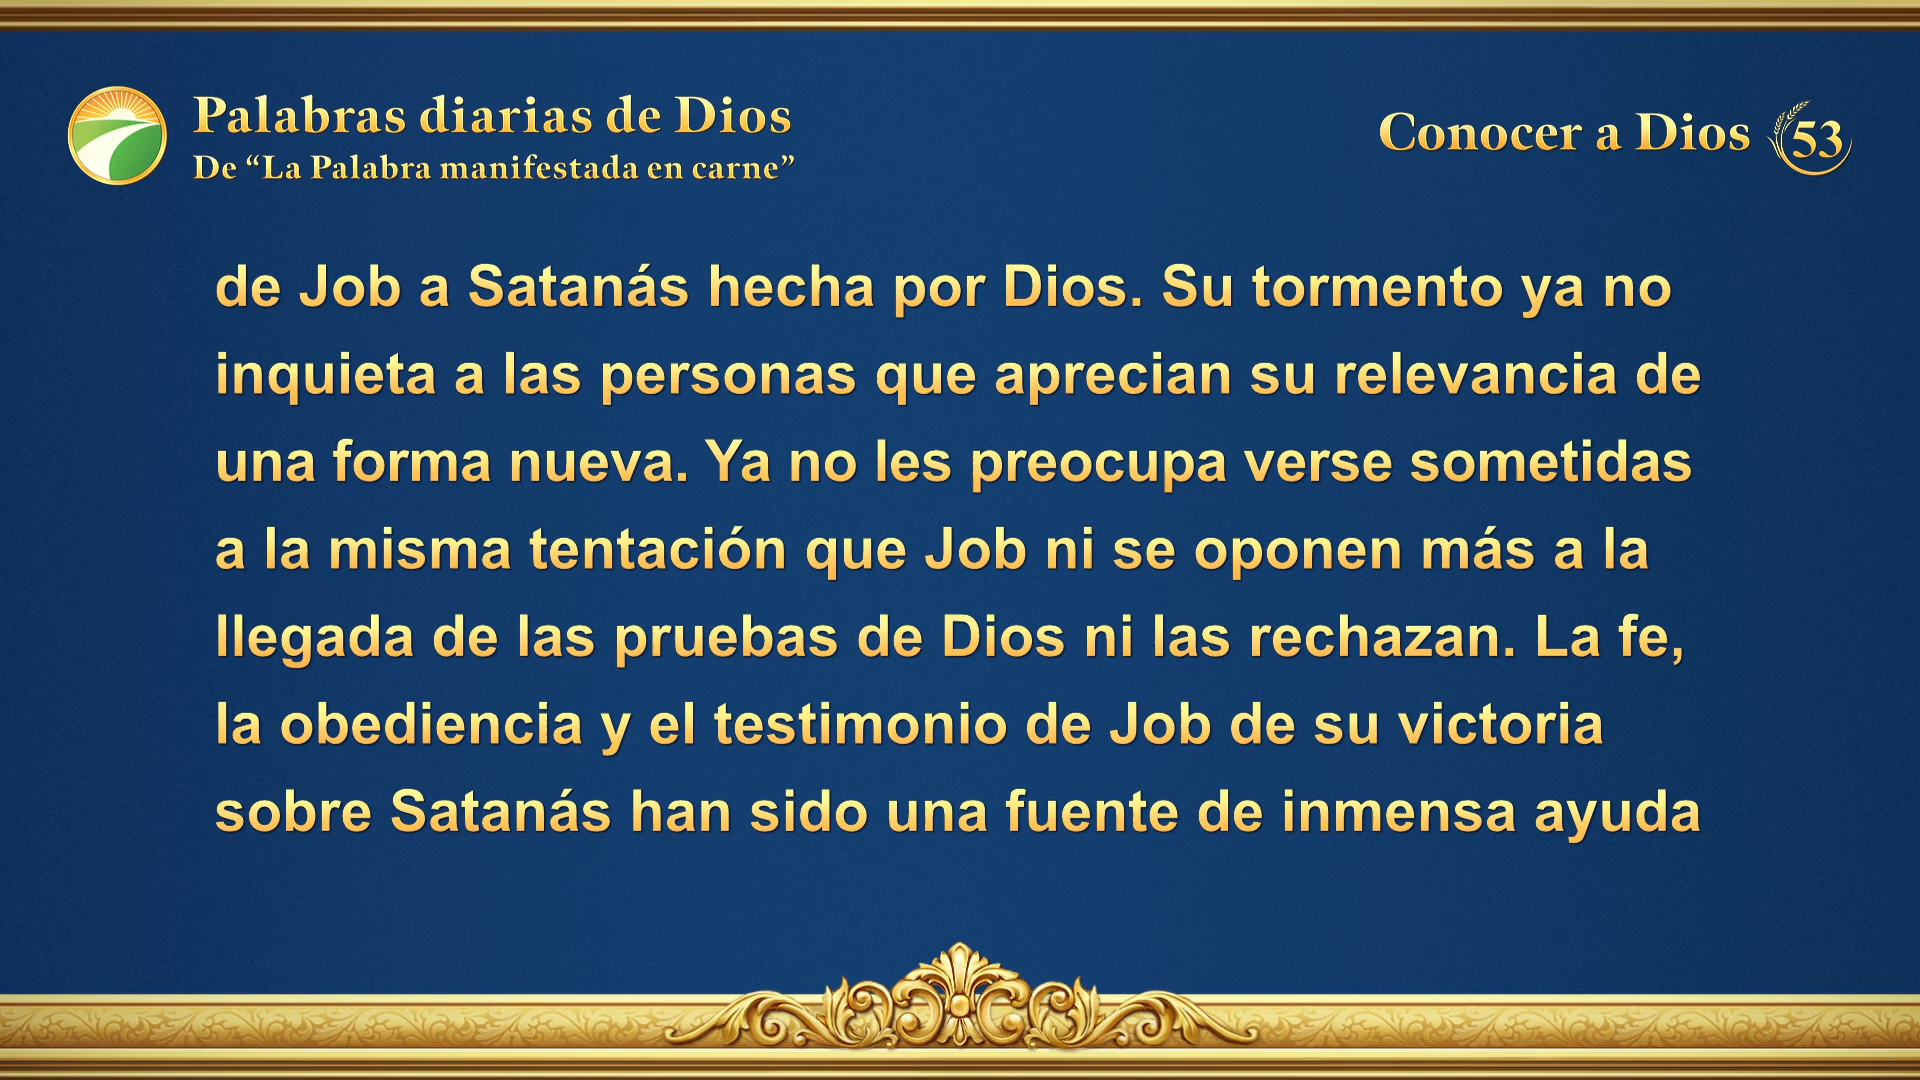 Palabras diarias de Dios
De “La Palabra manifestada en carne”
Conocer a Dios 53
de Job a Satanás hecha por Dios. Su tormento ya no
inquieta a las personas que aprecian su relevancia de
una forma nueva. Ya no les preocupa verse sometidas
a la misma tentación que Job ni se oponen más a la
llegada de las pruebas de Dios ni las rechazan. La fe,
la obediencia y el testimonio de Job de su victoria
sobre Satanás han sido una fuente de inmensa ayuda